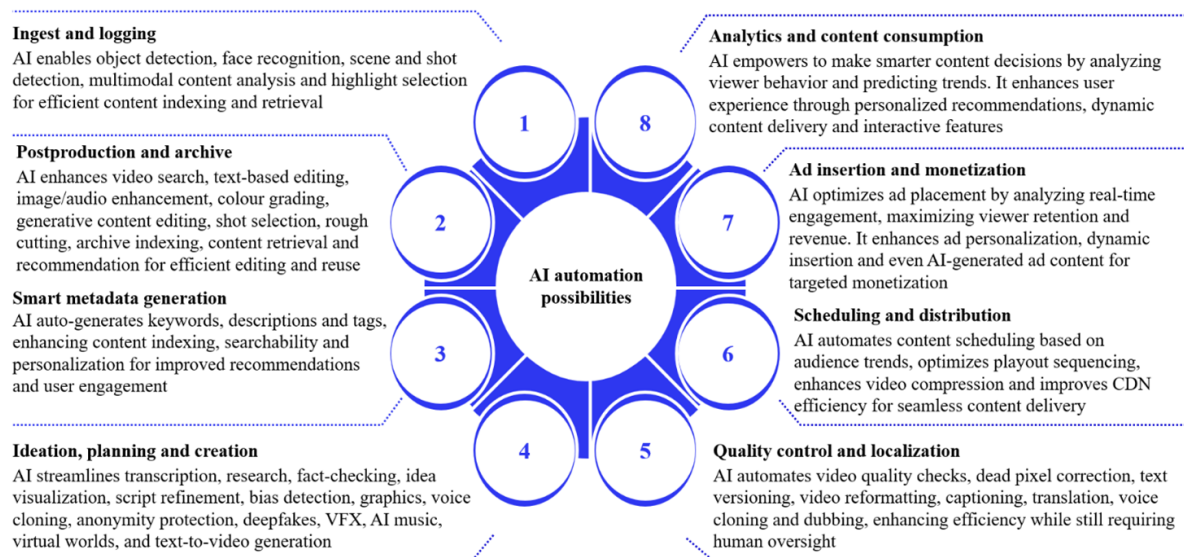 Ingest and logging
AI enables object detection, face recognition, scene and shot
detection, multimodal content analysis and highlight selection
for efficient content indexing and retrieval
Postproduction and archive
AI enhances video search, text-based editing,
image/audio enhancement, colour grading,
generative content editing, shot selection, rough
cutting, archive indexing, content retrieval and
recommendation for efficient editing and reuse
Smart metadata generation
AI auto-generates keywords, descriptions and tags,
enhancing content indexing, searchability and
personalization for improved recommendations
and user engagement
Ideation, planning and creation
AI streamlines transcription, research, fact-checking, idea
visualization, script refinement, bias detection, graphics, voice
cloning, anonymity protection, deepfakes, VFX, AI music,
virtual worlds, and text-to-video generation
1
2
3
4
AI automation
possibilities
8
7
6
5
Analytics and content consumption
AI empowers to make smarter content decisions by analyzing
viewer behavior and predicting trends. It enhances user
experience through personalized recommendations, dynamic
content delivery and interactive features
Ad insertion and monetization
AI optimizes ad placement by analyzing real-time
engagement, maximizing viewer retention and
revenue. It enhances ad personalization, dynamic
insertion and even AI-generated ad content for
targeted monetization
Scheduling and distribution
AI automates content scheduling based on
audience trends, optimizes playout sequencing,
enhances video compression and improves CDN
efficiency for seamless content delivery
Quality control and localization
AI automates video quality checks, dead pixel correction, text
versioning, video reformatting, captioning, translation, voice
cloning and dubbing, enhancing efficiency while still requiring
human oversight